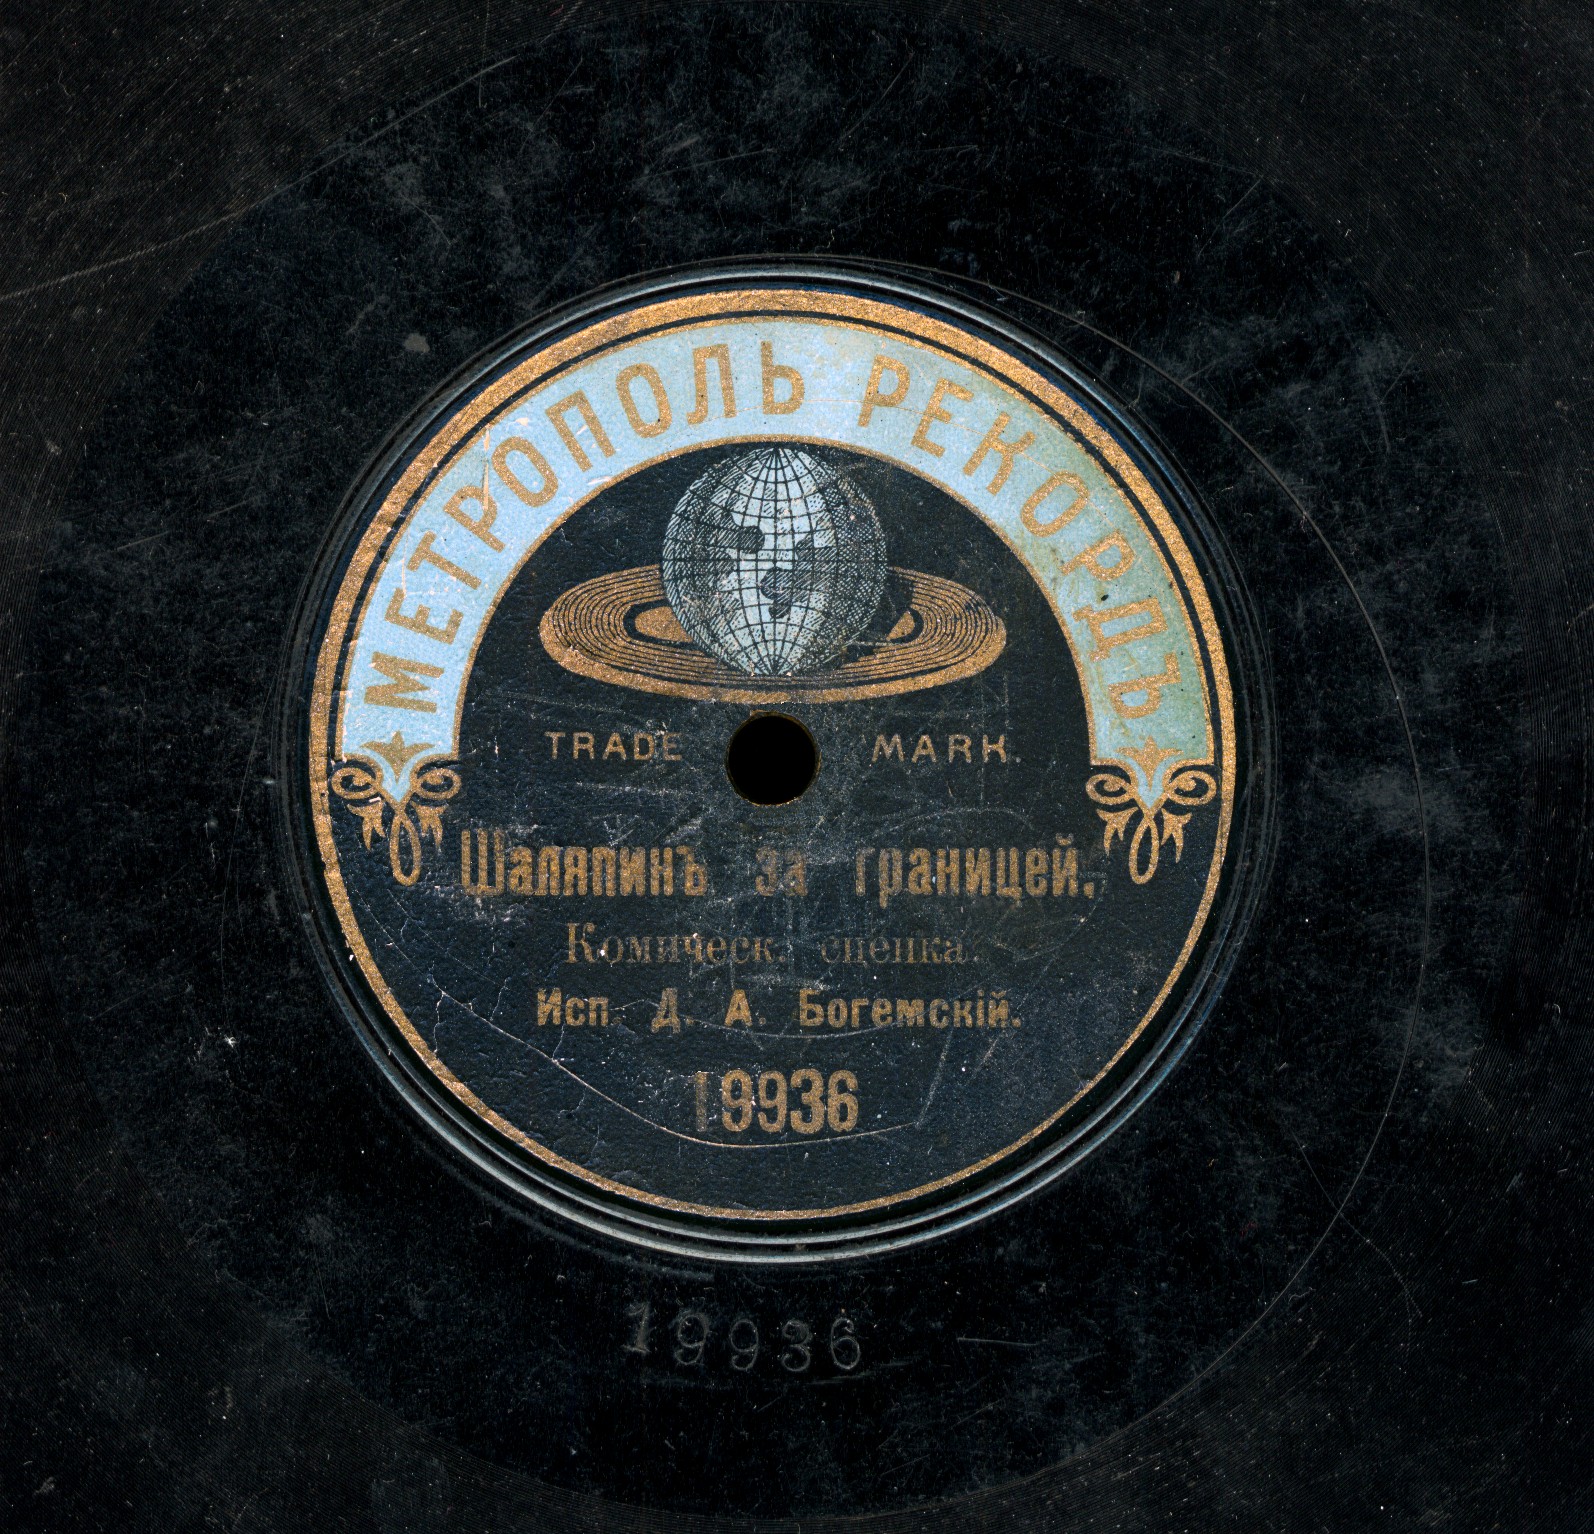 МЕТРОПОЛЬ РЕКОРДЪ
TRADE MARK.
Шаляпинъ за границей.
Комическ. сценка.
Исп. Д. А. Богемскій.
19936
19936